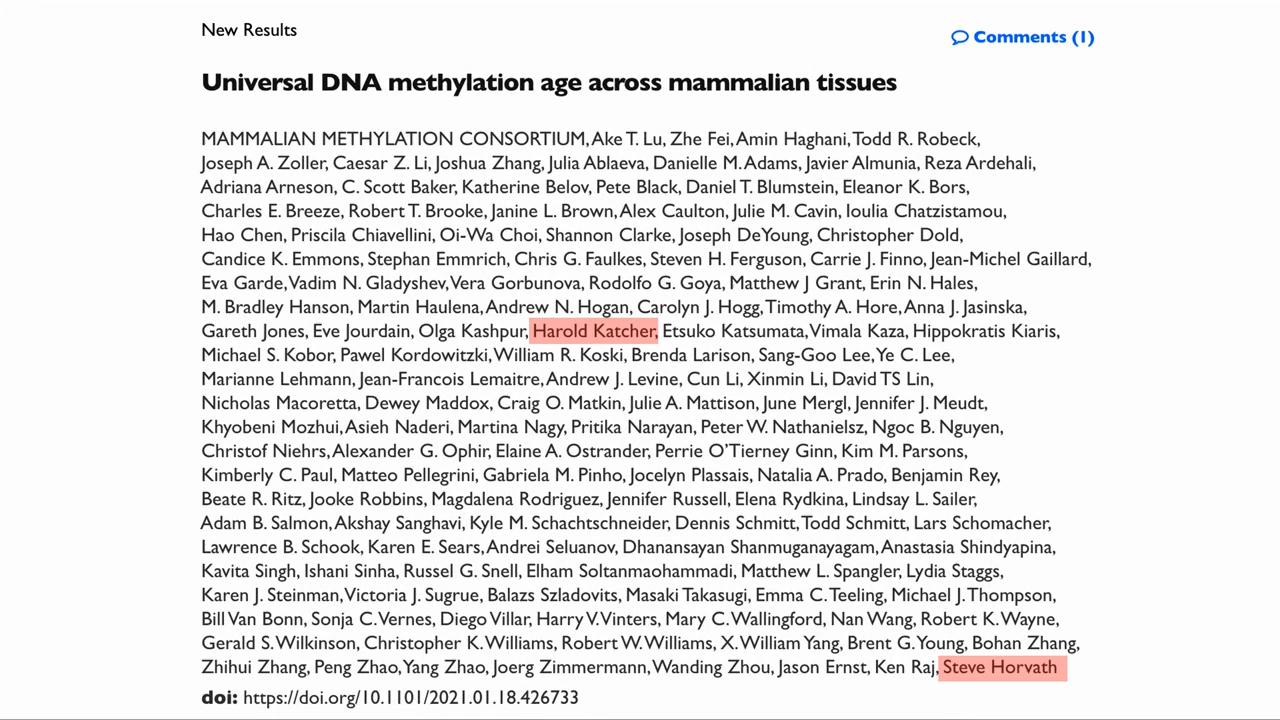 New Results
Comments (1)
Universal DNA methylation age across mammalian tissues
MAMMALIAN METHYLATION CONSORTIUM, Ake T. Lu, Zhe Fei, Amin Haghani, Todd R. Robeck,
Joseph A. Zoller, Caesar Z. Li, Joshua Zhang, Julia Ablaeva, Danielle M. Adams, Javier Almunia, Reza Ardehali,
Adriana Arneson, C. Scott Baker, Katherine Belov, Pete Black, Daniel T. Blumstein, Eleanor K. Bors,
Charles E. Breeze, Robert T. Brooke, Janine L. Brown, Alex Caulton, Julie M. Cavin, Ioulia Chatzistamou,
Hao Chen, Priscila Chiavellini, Oi-Wa Choi, Shannon Clarke, Joseph DeYoung, Christopher Dold,
Candice K. Emmons, Stephan Emmrich, Chris G. Faulkes, Steven H. Ferguson, Carrie J. Finno, Jean-Michel Gaillard,
Eva Garde, Vadim N. Gladyshev, Vera Gorbunova, Rodolfo G. Goya, Matthew J Grant, Erin N. Hales,
M. Bradley Hanson, Martin Haulena, Andrew N. Hogan, Carolyn J. Hogg, Timothy A. Hore, Anna J. Jasinska,
Gareth Jones, Eve Jourdain, Olga Kashpur, Harold Katcher, Etsuko Katsumata, Vimala Kaza, Hippokratis Kiaris,
Michael S. Kobor, Pawel Kordowitzki, William R. Koski, Brenda Larison, Sang-Goo Lee, Ye C. Lee,
Marianne Lehmann, Jean-Francois Lemaitre, Andrew J. Levine, Cun Li, Xinmin Li, David TS Lin,
Nicholas Macoretta, Dewey Maddox, Craig O. Matkin, Julie A. Mattison, June Mergl, Jennifer J. Meudt,
Khyobeni Mozhui, Asieh Naderi, Martina Nagy, Pritika Narayan, Peter W. Nathanielsz, Ngoc B. Nguyen,
Christof Niehrs, Alexander G. Ophir, Elaine A. Ostrander, Perrie O’Tierney Ginn, Kim M. Parsons,
Kimberly C. Paul, Matteo Pellegrini, Gabriela M. Pinho, Jocelyn Plassais, Natalia A. Prado, Benjamin Rey,
Beate R. Ritz, Jooke Robbins, Magdalena Rodriguez, Jennifer Russell, Elena Rydkina, Lindsay L. Sailer,
Adam B. Salmon, Akshay Sanghavi, Kyle M. Schachtschneider, Dennis Schmitt, Todd Schmitt, Lars Schomacher,
Lawrence B. Schook, Karen E. Sears, Andrei Seluanov, Dhanansayan Shanmuganayagam, Anastasia Shindyapina,
Kavita Singh, Ishani Sinha, Russel G. Snell, Elham Soltanmaohammadi, Matthew L. Spangler, Lydia Staggs,
Karen J. Steinman, Victoria J. Sugrue, Balazs Szladovits, Masaki Takasugi, Emma C. Teeling, Michael J. Thompson,
Bill Van Bonn, Sonja C. Vernes, Diego Villar, Harry V. Vinters, Mary C. Wallingford, Nan Wang, Robert K. Wayne,
Gerald S. Wilkinson, Christopher K. Williams, Robert W. Williams, X. William Yang, Brent G. Young, Bohan Zhang,
Zhihui Zhang, Peng Zhao, Yang Zhao, Joerg Zimmermann, Wanding Zhou, Jason Ernst, Ken Raj, Steve Horvath
doi: https://doi.org/10.1101/2021.01.18.426733